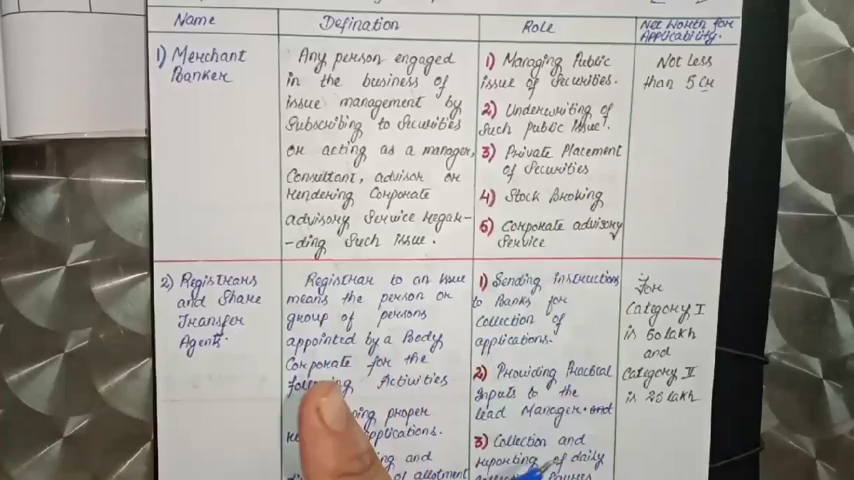 Name
Defination
Role
Net Worth for
Applicability.
1) Merchant
Banker
Any person engaged
in the business of
issue management by
Subscribing to Securities
or acting as a manager,
Consultant, advisor or
rendering Corporate
advisory Service regar-
-ding Such issue.
1) Managing Public
issue of Securities.
2) Underwriting of
Such public issue.
3) Private Placement
of Securities
4) Stock Broking
5) Corporate advisory
Service
Not Less
than 5 Cr
2) Registrars
and Share
Transfer
Agent.
Registrar to an issue
means the person or
group of persons
appointed by a Body
Corporate for the
following Activities
proper
applications.
and
of allotment
1) Sending instructions
to Banks for
Collection of
applications.
2) Providing Practical
Inputs to the
lead Manager.
3) Collection and
reporting of daily
For
Category I
is 50 lakh
and
Category II
is 25 lakh